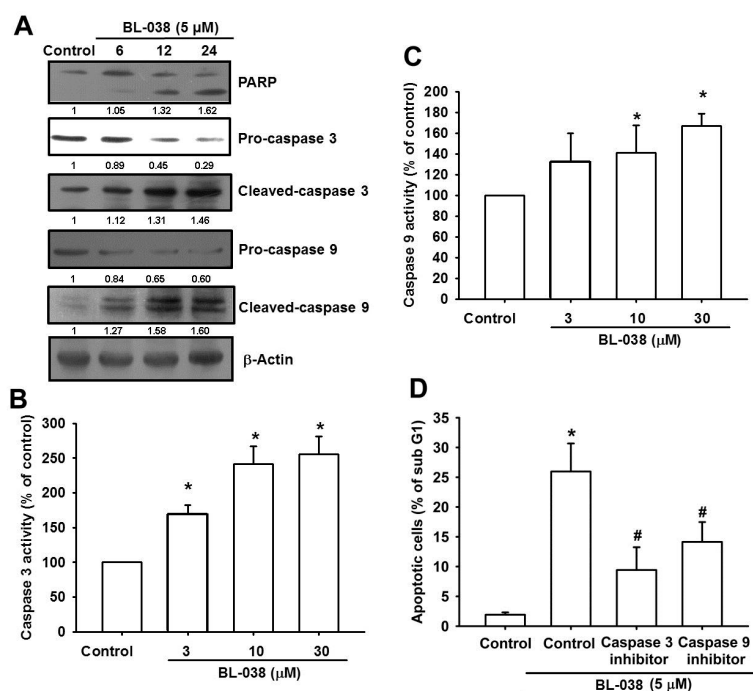 A
BL-038 (5 μM)
Control 6 12 24
PARP
1 1.05 1.32 1.62
Pro-caspase 3
1 0.89 0.45 0.29
Cleaved-caspase 3
1 1.12 1.31 1.46
Pro-caspase 9
1 0.84 0.65 0.60
Cleaved-caspase 9
1 1.27 1.58 1.60
β-Actin
B
Caspase 3 activity (% of control)
300
250
200
150
100
50
0
*
*
*
Control 3 10 30
BL-038 (μM)
C
Caspase 9 activity (% of control)
200
180
160
140
120
100
80
60
40
20
0
*
*
Control 3 10 30
BL-038 (μM)
D
Apoptotic cells (% of sub G1)
35
30
25
20
15
10
5
0
*
#
#
Control Control Caspase 3 Caspase 9
inhibitor inhibitor
BL-038 (5 μM)